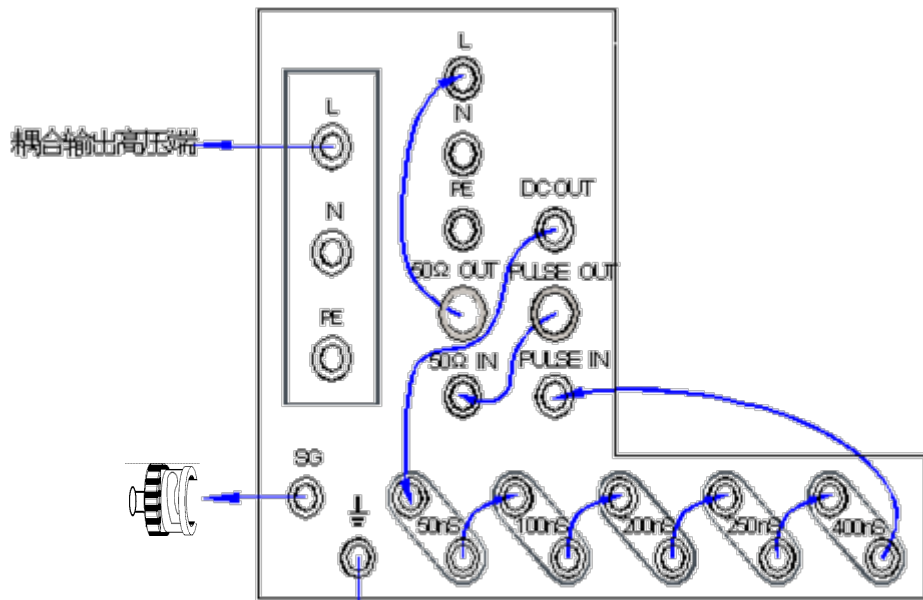 L
L
N
耦合输出高压端
PE
DC OUT
N
50Ω OUT
PULSE OUT
PE
50Ω IN
PULSE IN
SG
50nS
100nS
200nS
250nS
400nS